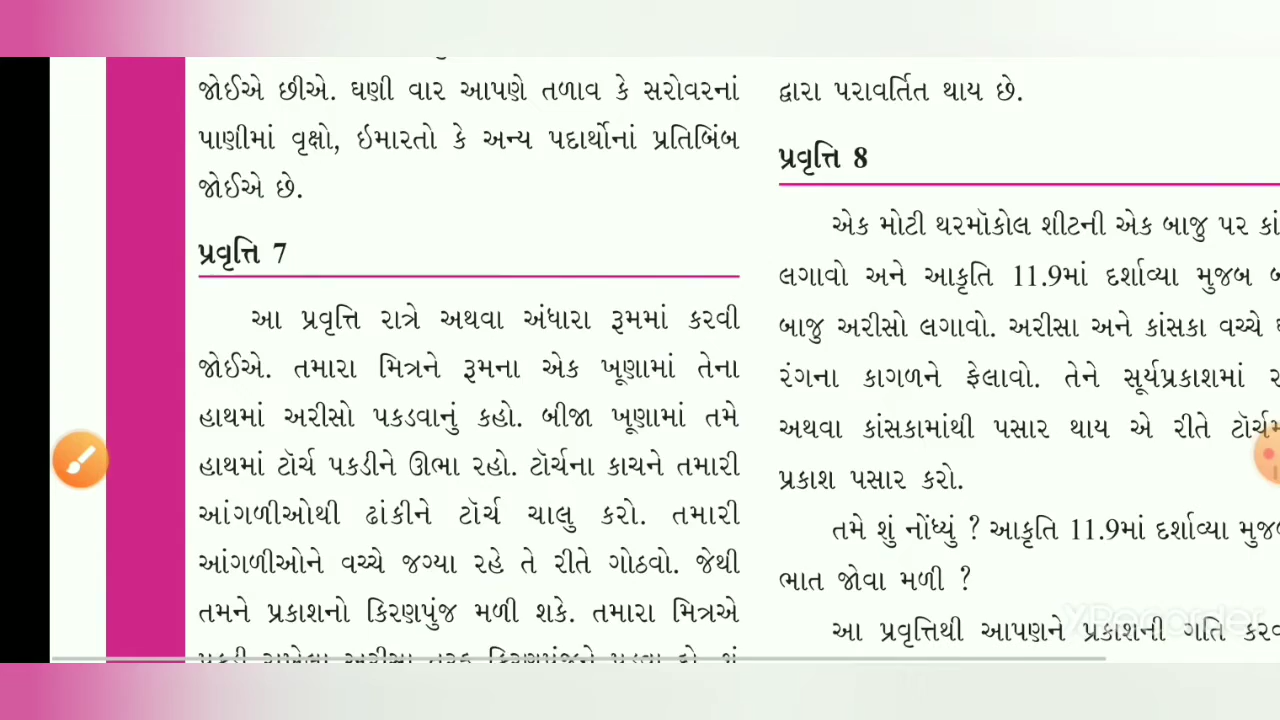 જોઈએ છીએ. ઘણી વાર આપણે તળાવ કે સરોવરનાં
પાણીમાં વૃક્ષો, ઇમારતો કે અન્ય પદાર્થોનાં પ્રતિબિંબ
જોઈએ છે.
પ્રવૃત્તિ 7
આ પ્રવૃત્તિ રાત્રે અથવા અંધારા રૂમમાં કરવી
જોઈએ. તમારા મિત્રને રૂમના એક ખૂણામાં તેના
હાથમાં અરીસો પકડવાનું કહો. બીજા ખૂણામાં તમે
હાથમાં ટૉર્ચ પકડીને ઊભા રહો. ટૉર્ચના કાચને તમારી
આંગળીઓથી ઢાંકીને ટૉર્ચ ચાલુ કરો. તમારી
આંગળીઓને વચ્ચે જગ્યા રહે તે રીતે ગોઠવો. જેથી
તમને પ્રકાશનો કિરણપુંજ મળી શકે. તમારા મિત્રએ
દ્વારા પરાવર્તિત થાય છે.
પ્રવૃત્તિ 8
એક મોટી થરમૉકોલ શીટની એક બાજુ પર
લગાવો અને આકૃતિ 11.9માં દર્શાવ્યા મુજબ
બાજુ અરીસો લગાવો. અરીસા અને કાંસકા વચ્ચે
રંગના કાગળને ફેલાવો. તેને સૂર્યપ્રકાશમાં
અથવા કાંસકામાંથી પસાર થાય એ રીતે
પ્રકાશ પસાર કરો.
તમે શું નોંધ્યું ? આકૃતિ 11.9માં દર્શાવ્યા
ભાત જોવા મળી ?
આ પ્રવૃત્તિથી આપણને પ્રકાશની ગતિ
XRecorder